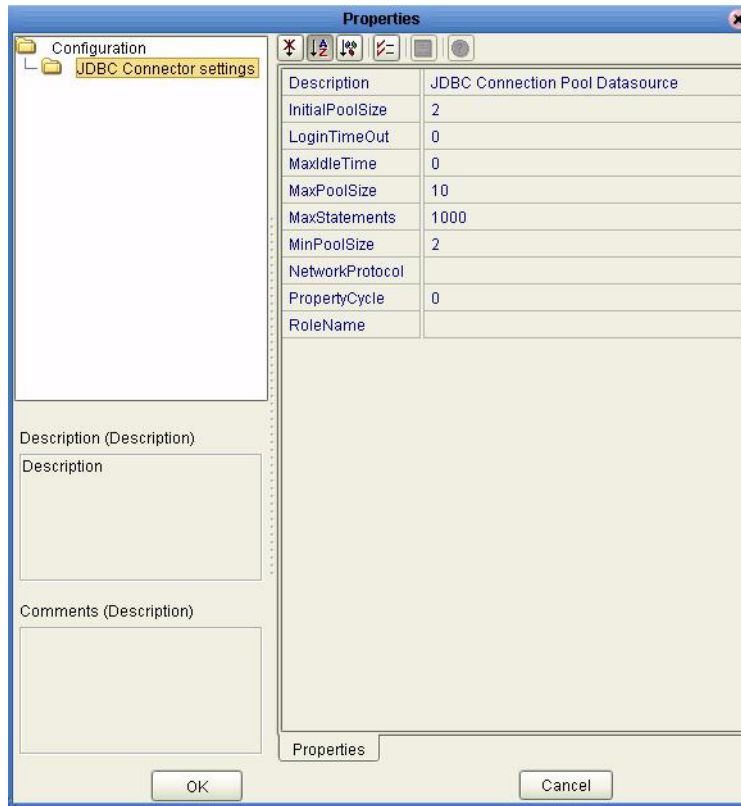 Properties
Configuration
JDBC Connector settings
Description JDBC Connection Pool Datasource
InitialPoolSize 2
LoginTimeOut 0
MaxIdleTime 0
MaxPoolSize 10
MaxStatements 1000
MinPoolSize 2
NetworkProtocol
PropertyCycle 0
RoleName
Description (Description)
Description
Comments (Description)
Properties
OK
Cancel